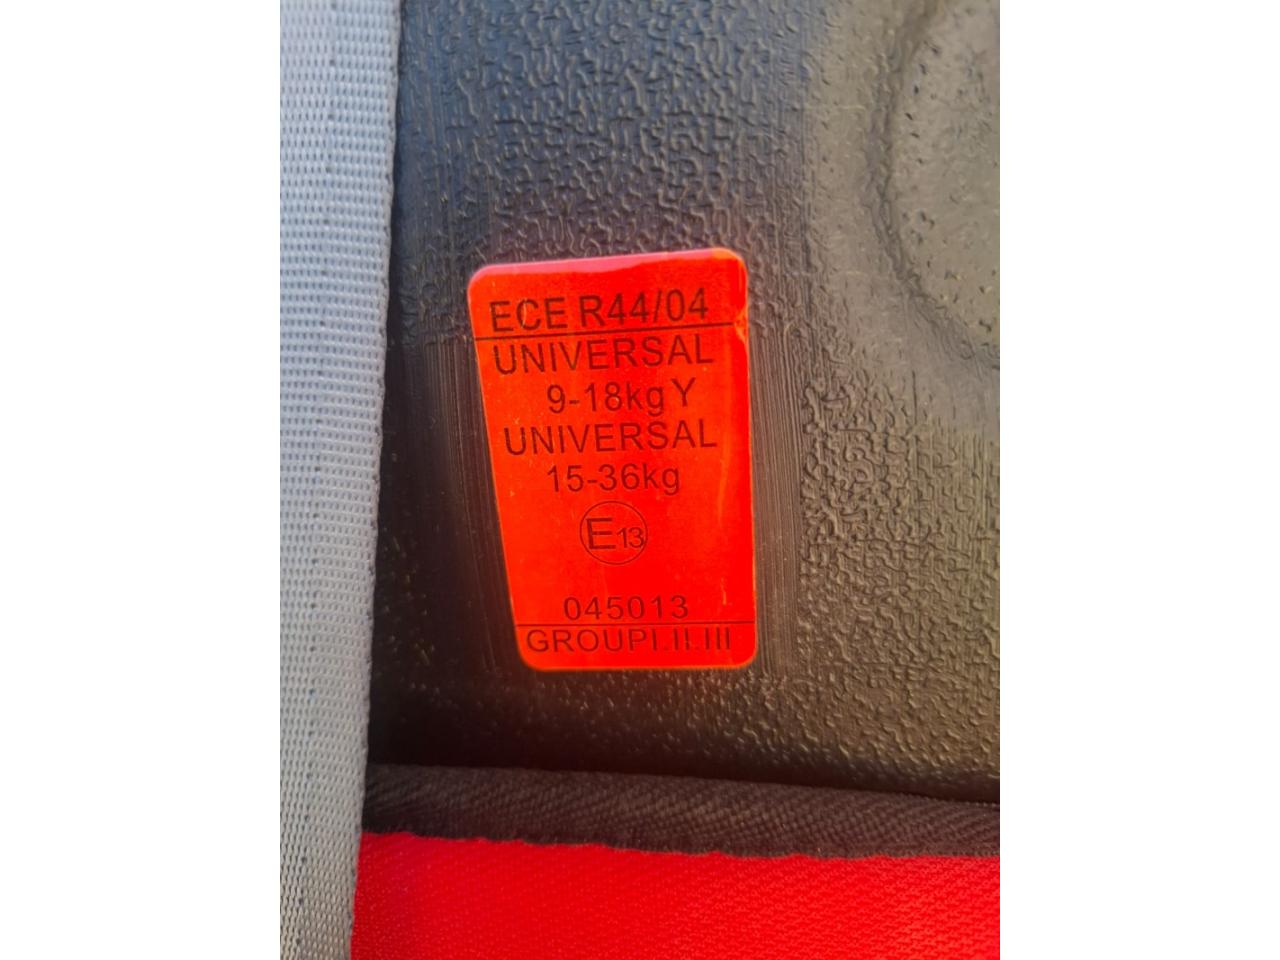 ECE R44/04
UNIVERSAL
9-18kg Y
UNIVERSAL
15-36kg
E13
045013
GROUPI.II.III